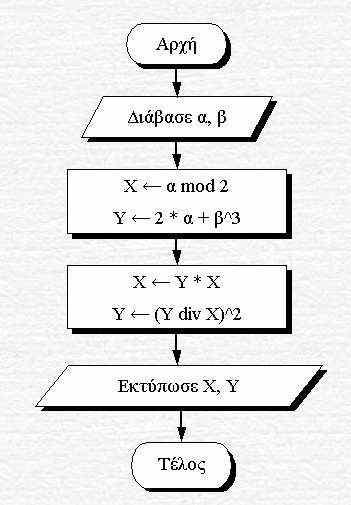 Αρχή
Διάβασε α, β
Χ ← α mod 2
Υ ← 2 * α + β^3
Χ ← Υ * Χ
Υ ← (Υ div Χ)^2
Εκτύπωσε Χ, Υ
Τέλος